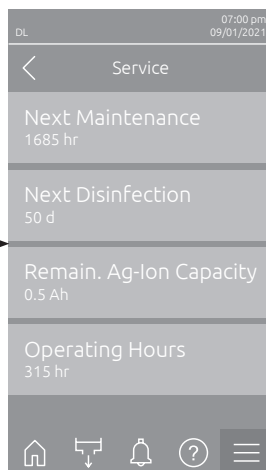 07:00 pm
DL 09/01/2021
Service
Next Maintenance
1685 hr
Next Disinfection
50 d
Remain. Ag-Ion Capacity
0.5 Ah
Operating Hours
315 hr
?